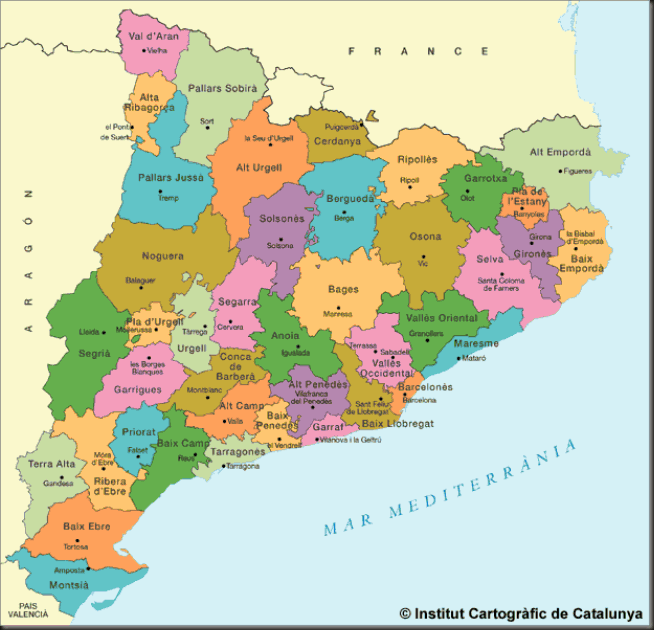 Val d'Aran
Vielha
FRANCE
Alta
Ribagorça
el Pont
de Suert
Pallars Sobirà
Sort
la Seu d'Urgell
Alt Urgell
Puigcerdà
Cerdanya
Ripollès
Ripoll
Alt Empordà
Figueres
Garrotxa
Olot
Pla de
l'Estany
Banyoles
Pallars Jussà
Tremp
Berguedà
Berga
Solsonès
Solsona
Osona
Vic
Girona
Gironès
la Bisbal
d'Empordà
Baix
Empordà
Selva
Santa Coloma
de Farners
ARAGÓN
Noguera
Balaguer
Bages
Manresa
Segarra
Cervera
Vallès Oriental
Granollers
Maresme
Mataró
Lleida
Segrià
Pla d'Urgell
Mollerussa
Tàrrega
Urgell
Anoia
Igualada
Terrassa
Sabadell
Vallès
Occidental
les Borges
Blanques
Garrigues
Conca
de
Barberà
Montblanc
Alt Penedès
Vilafranca
del Penedès
Sant Feliu
de Llobregat
Baix Llobregat
Barcelonès
Barcelona
Alt Camp
Valls
Baix
Penedès
el Vendrell
Garraf
Vilanova i la Geltrú
Priorat
Falset
Baix Camp
Reus
Tarragonès
Tarragona
Terra Alta
Gandesa
Móra
d'Ebre
Ribera
d'Ebre
MAR MEDITERRÀNIA
Baix Ebre
Tortosa
Amposta
Montsià
PAIS
VALENCIÀ
© Institut Cartogràfic de Catalunya